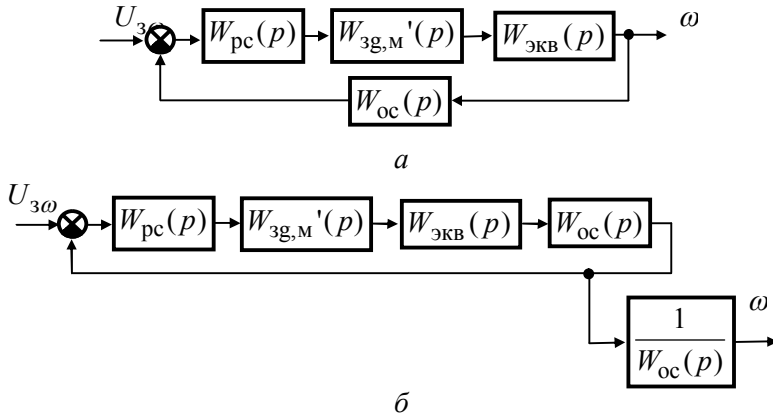 U_зω W_рс(p) W_зg,м'(p) W_экв(p) ω
W_ос(p)
а
U_зω W_рс(p) W_зg,м'(p) W_экв(p) W_ос(p)
ω
1
W_ос(p)
б